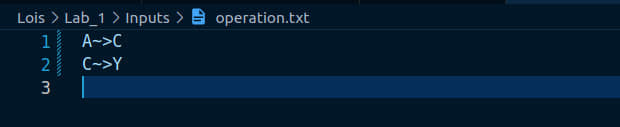 Lois > Lab_1 > Inputs > operation.txt
1 A~>C
2 C~>Y
3